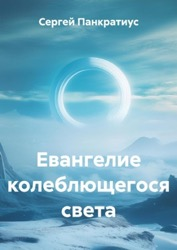 Сергей Панкратиус
Евангелие
колеблющегося
света